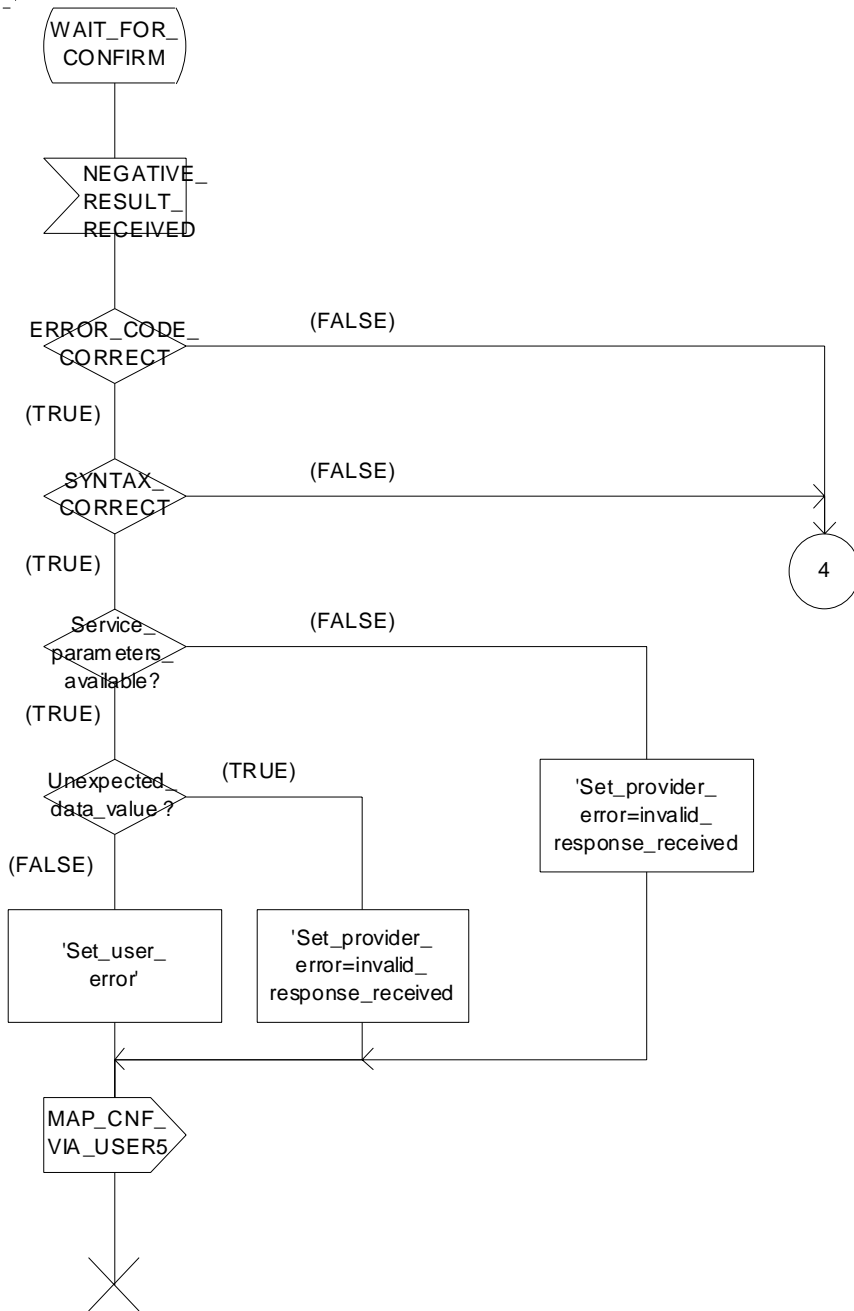 WAIT_FOR_
CONFIRM
NEGATIVE_
RESULT_
RECEIVED
ERROR_CODE_
CORRECT
(FALSE)
(TRUE)
SYNTAX_
CORRECT
(FALSE)
(TRUE)
4
Service_
parameters_
available?
(FALSE)
(TRUE)
Unexpected_
data_value?
(TRUE)
'Set_provider_
error=invalid_
response_received
(FALSE)
'Set_user_
error'
'Set_provider_
error=invalid_
response_received
MAP_CNF_
VIA_USER5